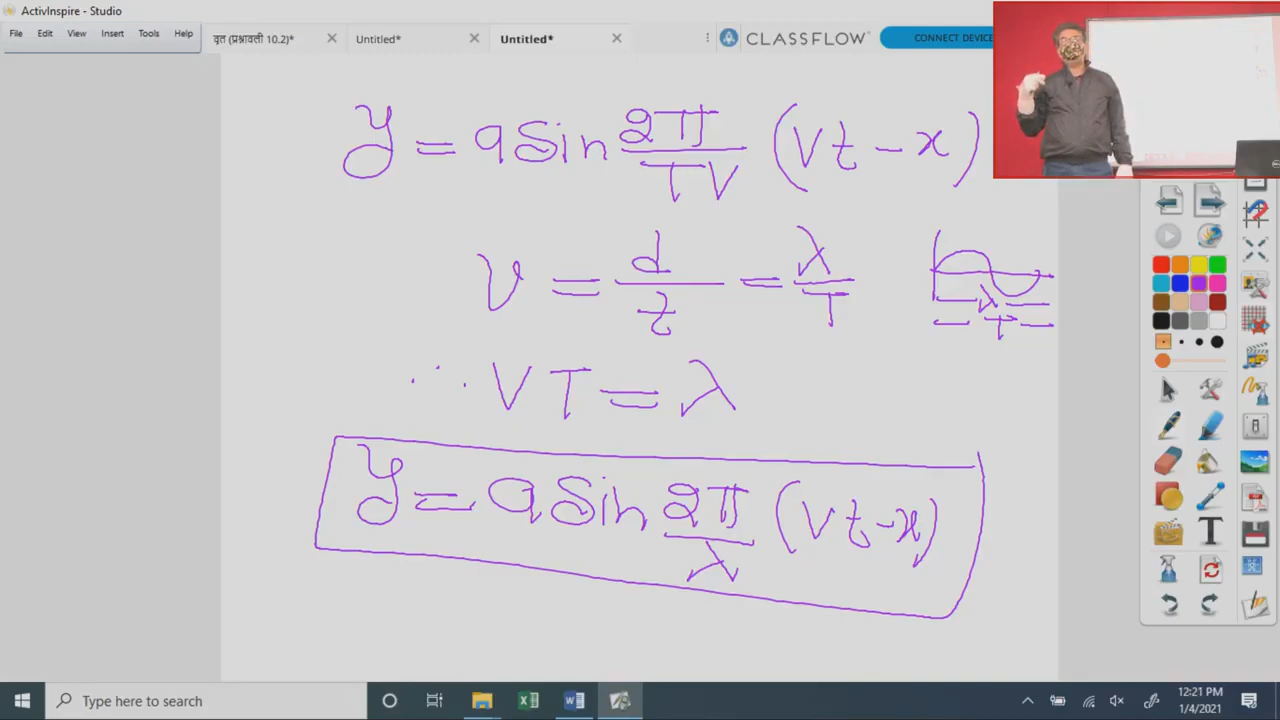 ActivInspire - Studio
File Edit View Insert Tools Help वृत (प्रश्नावली 10.2)* Untitled* Untitled* CLASSFLOW CONNECT DEVICE
y = a Sin 2π/TV (Vt - x)
v = d/t = λ/T
λ
T
∴ VT = λ
y = a Sin 2π/λ (Vt - x)
T
Type here to search
12:21 PM
1/4/2021